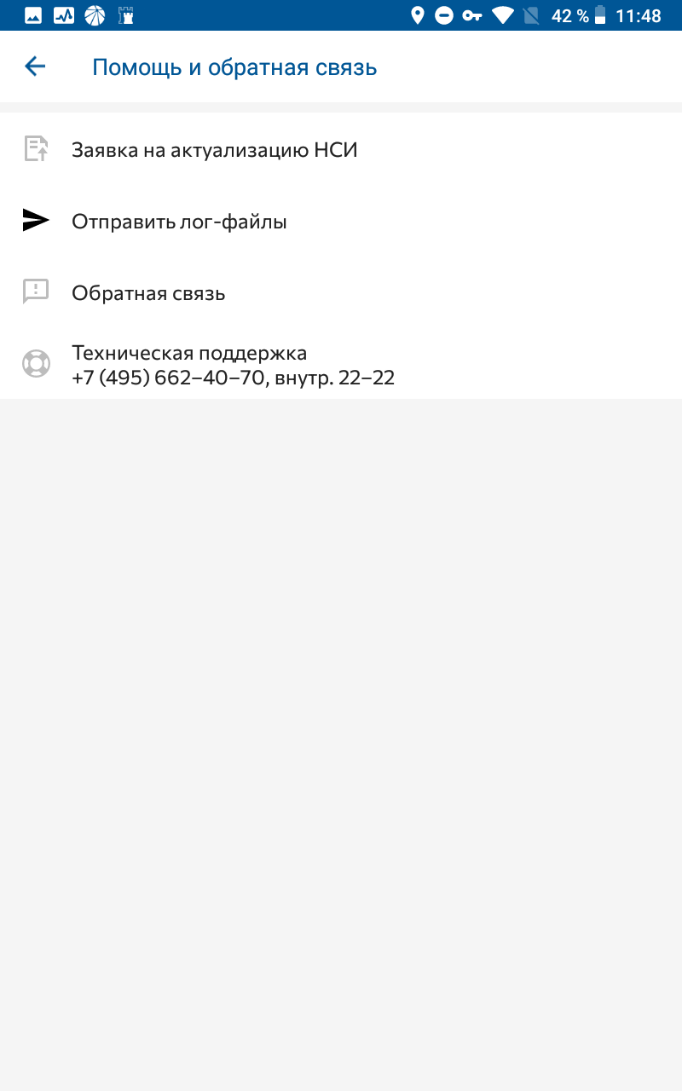 42 % 11:48
Помощь и обратная связь
Заявка на актуализацию НСИ
Отправить лог-файлы
Обратная связь
Техническая поддержка
+7 (495) 662–40–70, внутр. 22–22